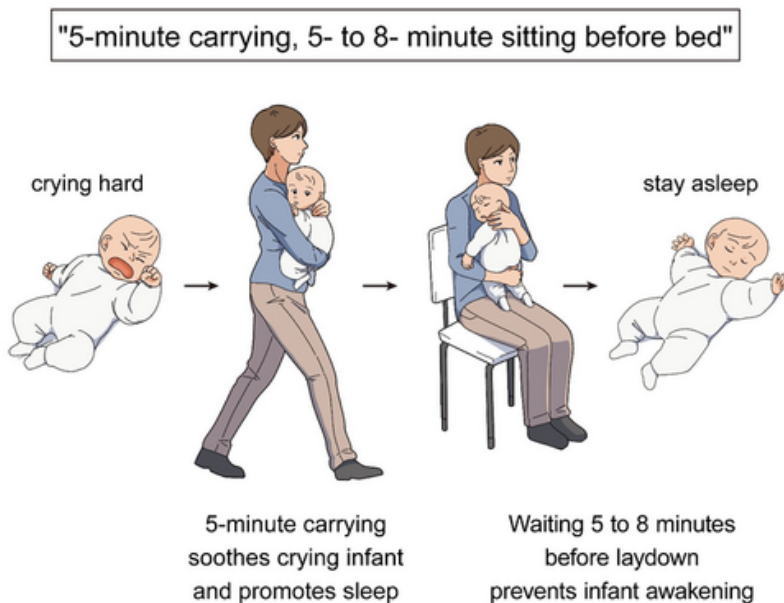 "5-minute carrying, 5- to 8- minute sitting before bed"
crying hard
stay asleep
5-minute carrying
soothes crying infant
and promotes sleep
Waiting 5 to 8 minutes
before laydown
prevents infant awakening